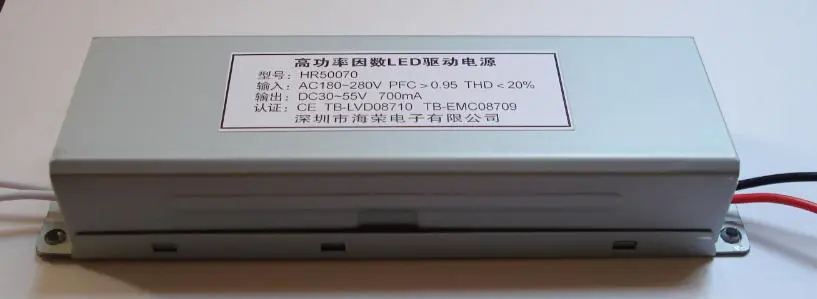 高功率因数LED驱动电源
型号：HR50070
输入：AC180~280V PFC＞0.95 THD＜20%
输出：DC30~55V 700mA
认证：CE TB-LVD08710 TB-EMC08709
深圳市海荣电子有限公司